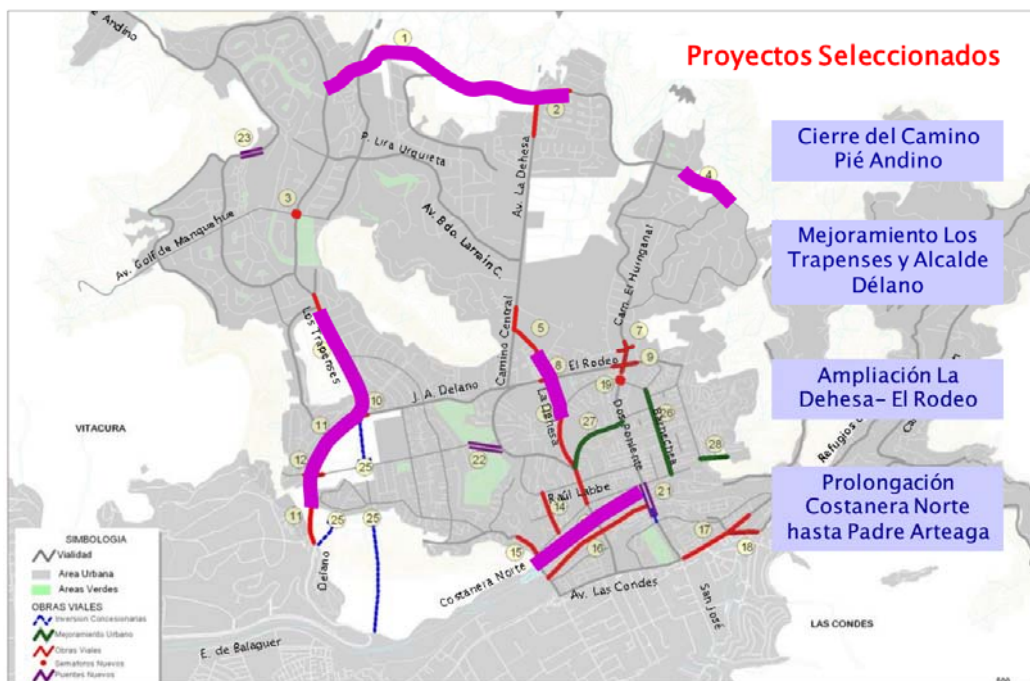 Proyectos Seleccionados
Cierre del Camino
Pié Andino
Mejoramiento Los
Trapenses y Alcalde
Délano
Ampliación La
Dehesa- El Rodeo
Prolongación
Costanera Norte
hasta Padre Arteaga
Andino
1
2
23
P. Lira Urquieta
4
3
Av. La Dehesa
Av. Golf de Manquehue
Av. Bdo. Larraín C.
Cam. El Huinganal
Los Trapenses
5
7
Camino Central
8
El Rodeo
9
19
10
J. A. Delano
La Dehesa
27
Dos Poniente
26
Barnechea
11
VITACURA
12
25
22
28
Refugios
Raúl Labbe
21
14
11
25
25
17
18
15
16
Costanera Norte
Delano
Av. Las Condes
San José
LAS CONDES
E. de Balaguer
SIMBOLOGIA
Vialidad
Area Urbana
Areas Verdes
OBRAS VIALES
Inversion Concesionarias
Mejoramiento Urbano
Obras Viales
Semaforos Nuevos
Puentes Nuevos